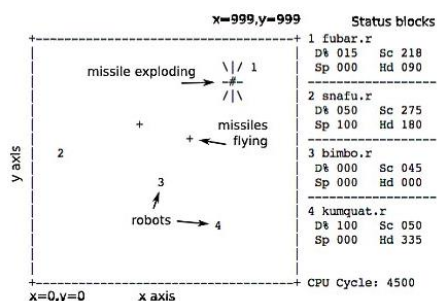 x=999,y=999
Status blocks
+---------------------------+
1 fubar.r
D% 015 Sc 218
Sp 000 Hd 090
missile exploding
\|/ 1
-#-
/|\
2 snafu.r
D% 050 Sc 275
Sp 100 Hd 180
+
missiles
flying
+
y axis
2
3 bimbo.r
D% 000 Sc 045
Sp 000 Hd 000
3
robots
4
4 kumquat.r
D% 100 Sc 050
Sp 000 Hd 335
+---------------------------+
CPU Cycle: 4500
x=0,y=0
x axis